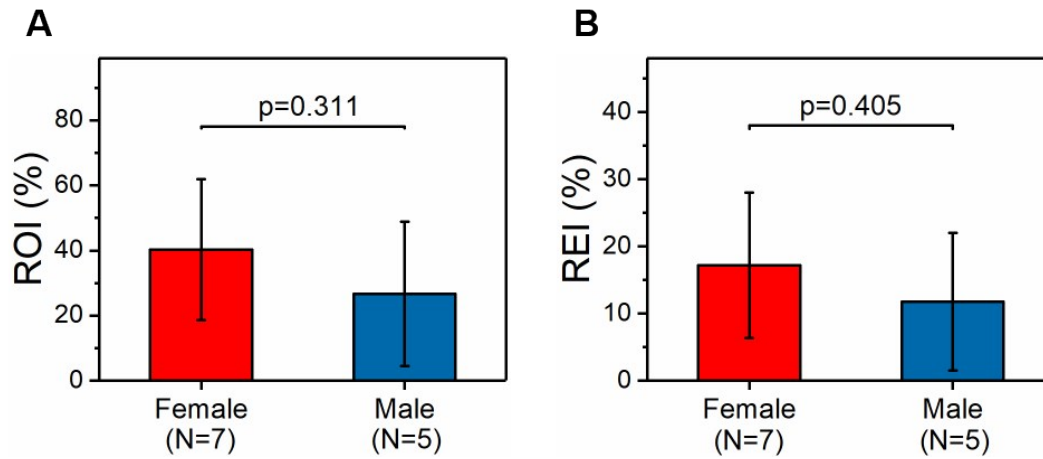 A
ROI (%)
80
60
40
20
0
p=0.311
Female
(N=7)
Male
(N=5)
B
REI (%)
40
30
20
10
0
p=0.405
Female
(N=7)
Male
(N=5)